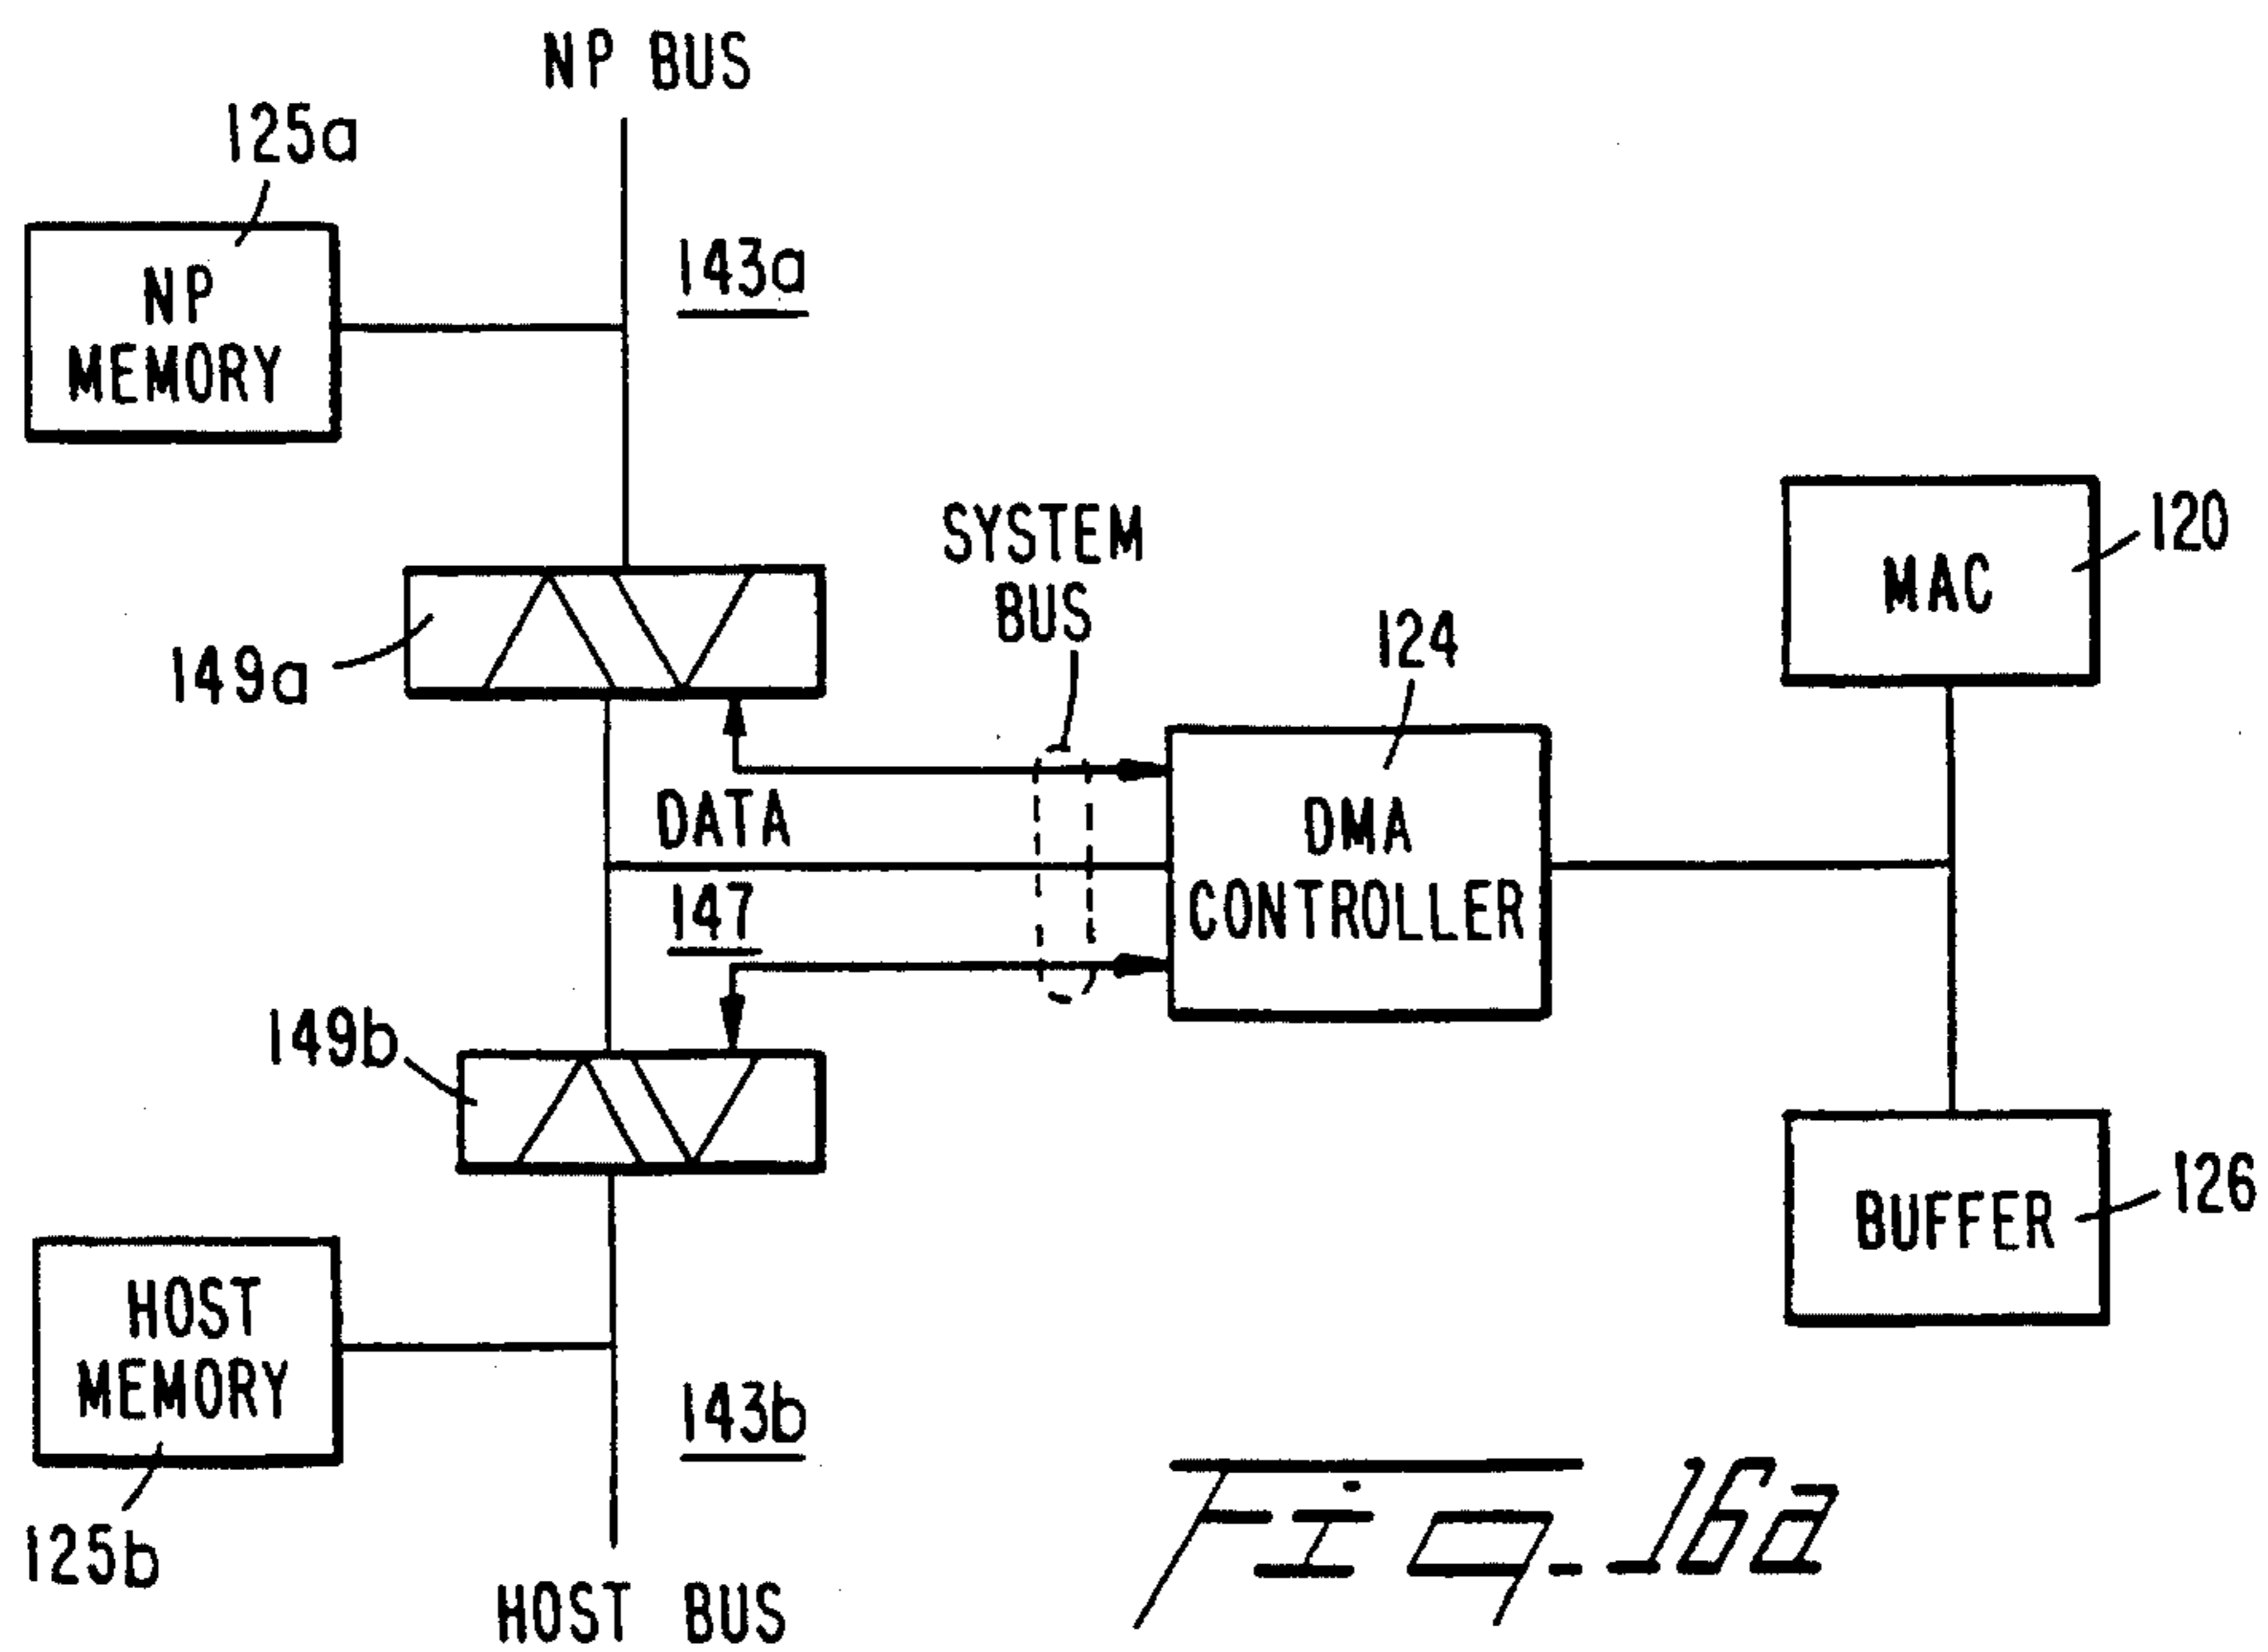 NP BUS
125a
NP
MEMORY
143a
SYSTEM
BUS
149a
124
MAC
120
DATA
147
DMA
CONTROLLER
149b
BUFFER
126
HOST
MEMORY
143b
125b
HOST BUS
Fig. 16a